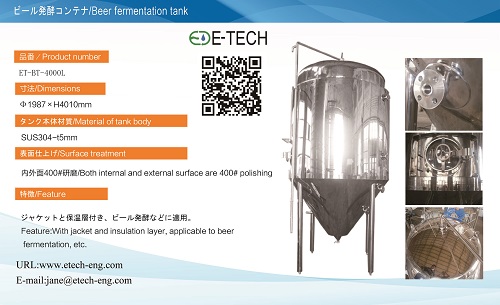 ビール発酵コンテナ/Beer fermentation tank
E-TECH
品番／Product number
ET-BT-4000L
寸法/Dimensions
Φ1987×H4010mm
タンク本体材質/Material of tank body
SUS304-t5mm
表面仕上げ/Surface treatment
内外面400#研磨/Both internal and external surface are 400# polishing
特徴/Feature
ジャケットと保温層付き、ビール発酵などに適用。
Feature:With jacket and insulation layer, applicable to beer
fermentation, etc.
URL:www.etech-eng.com
E-mail:jane@etech-eng.com